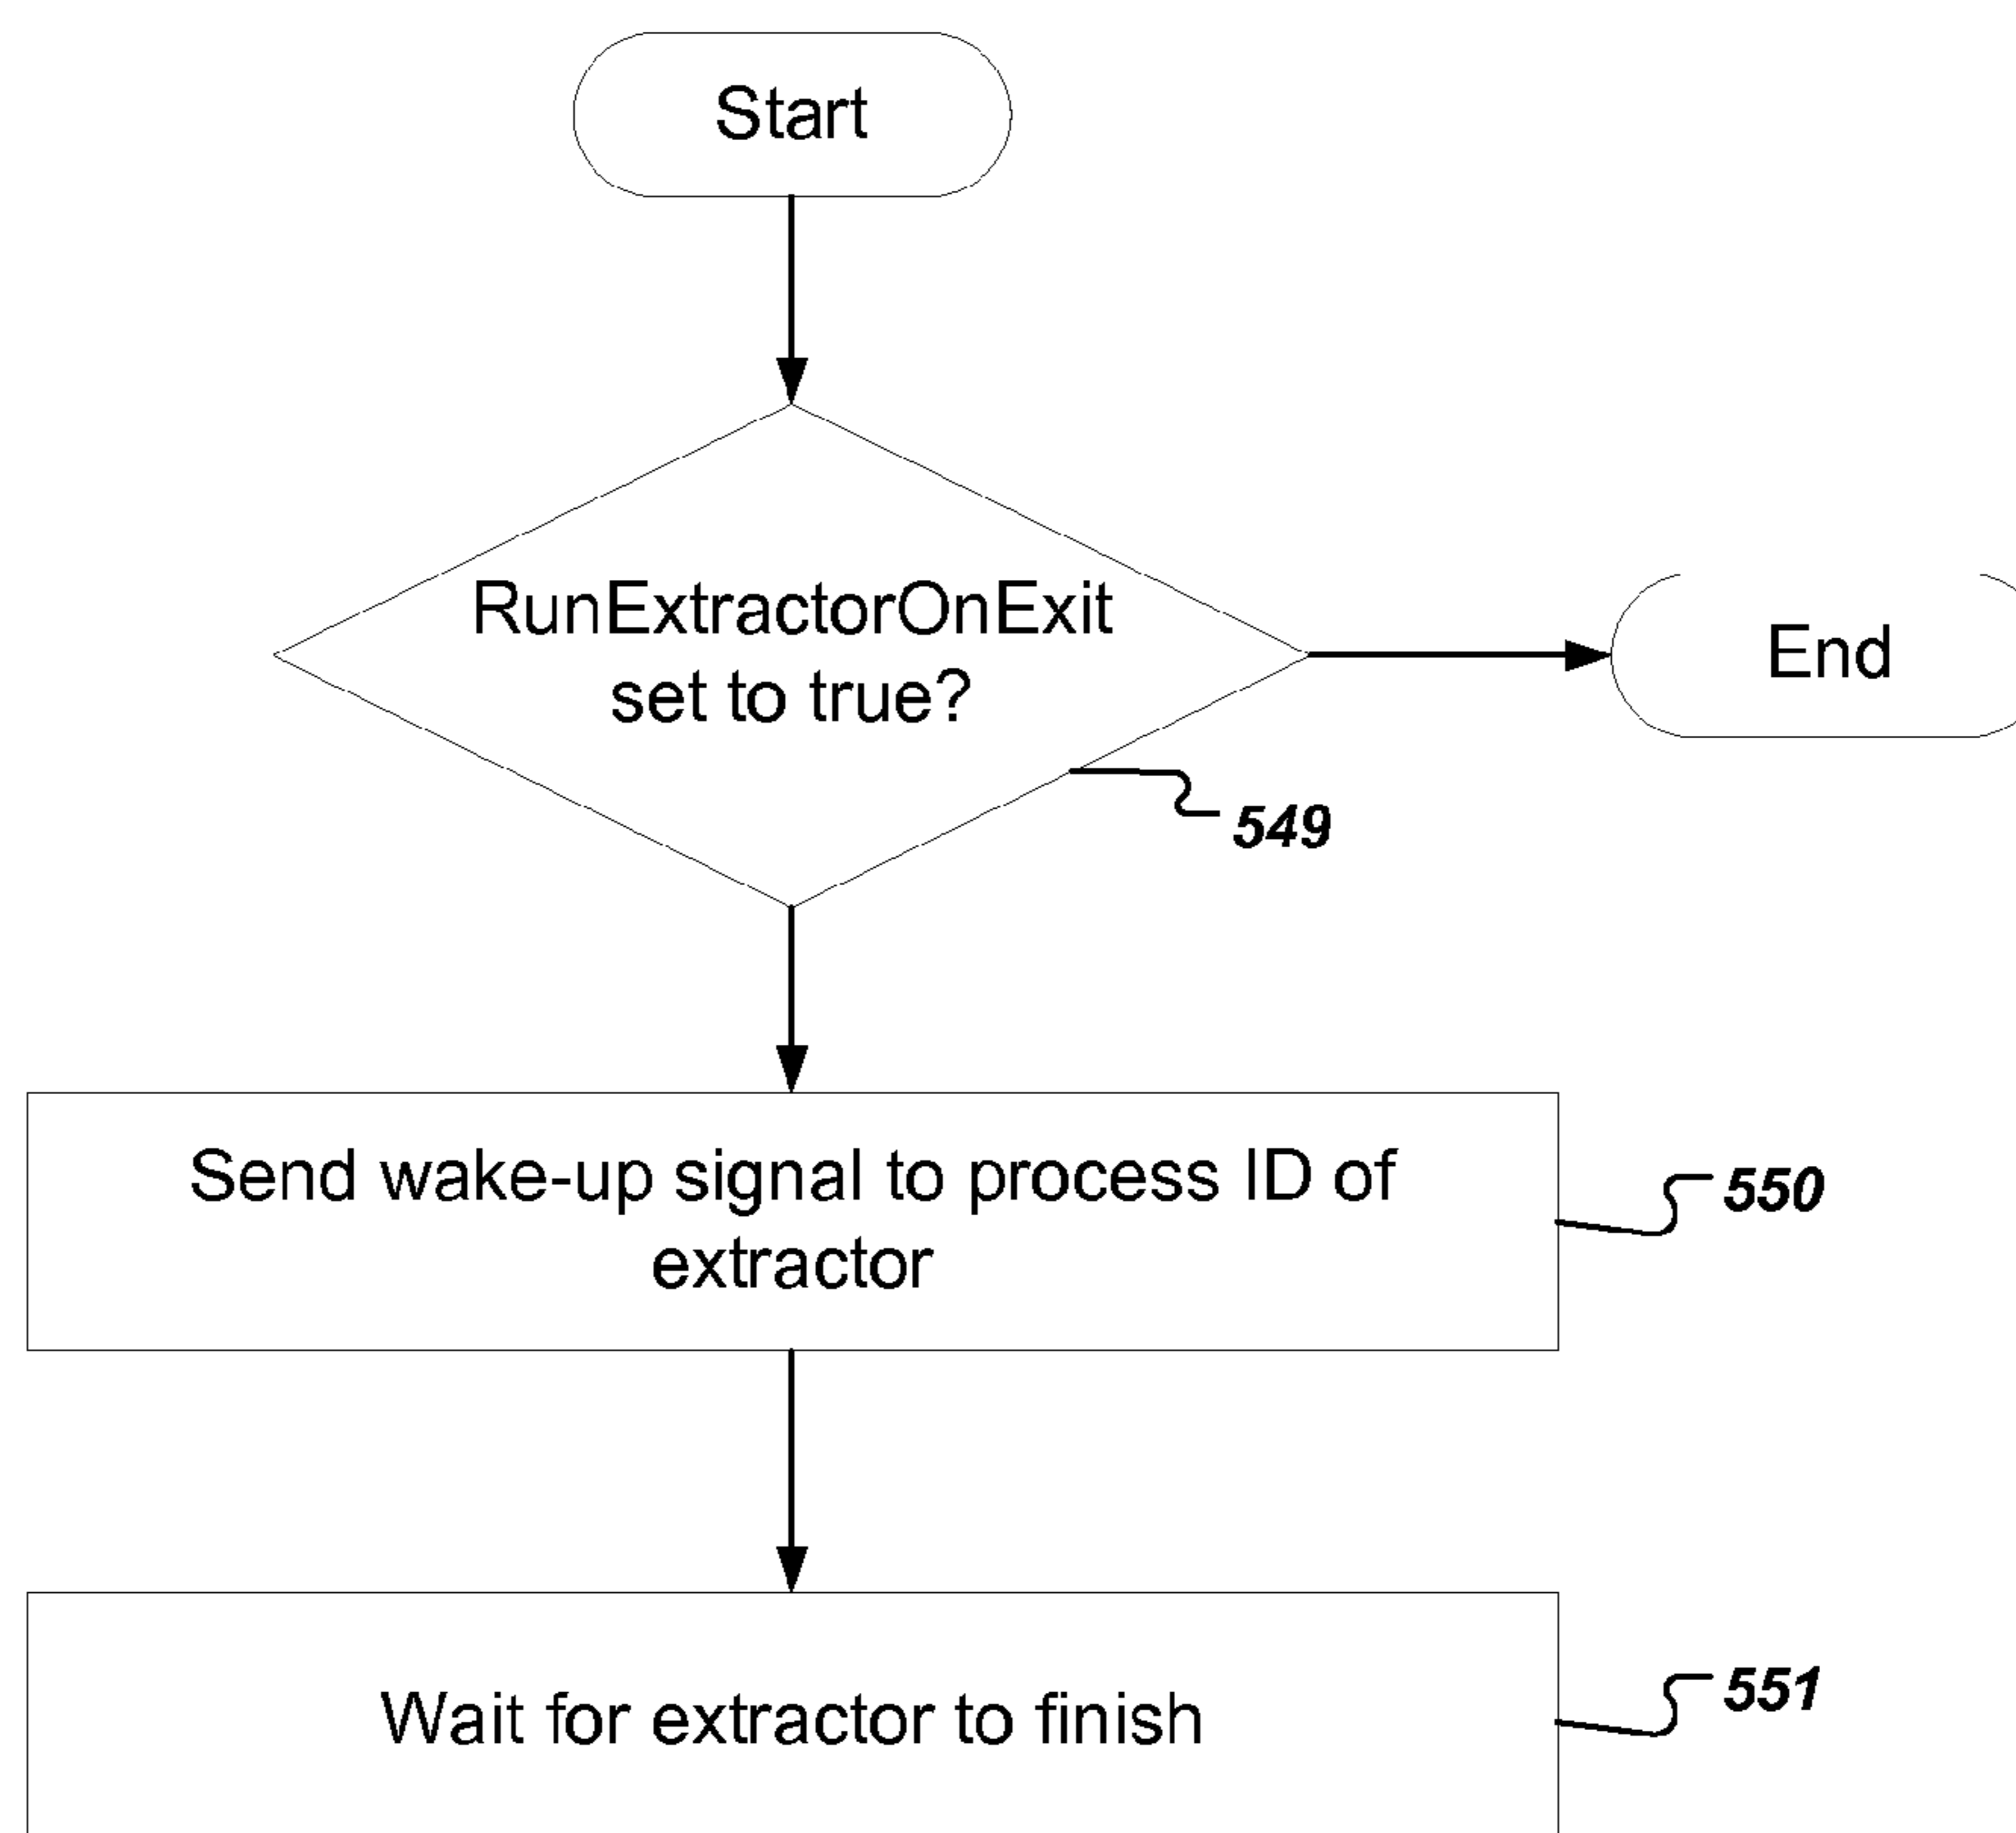 Start
RunExtractorOnExit
set to true?
End
549
Send wake-up signal to process ID of
extractor
550
Wait for extractor to finish
551